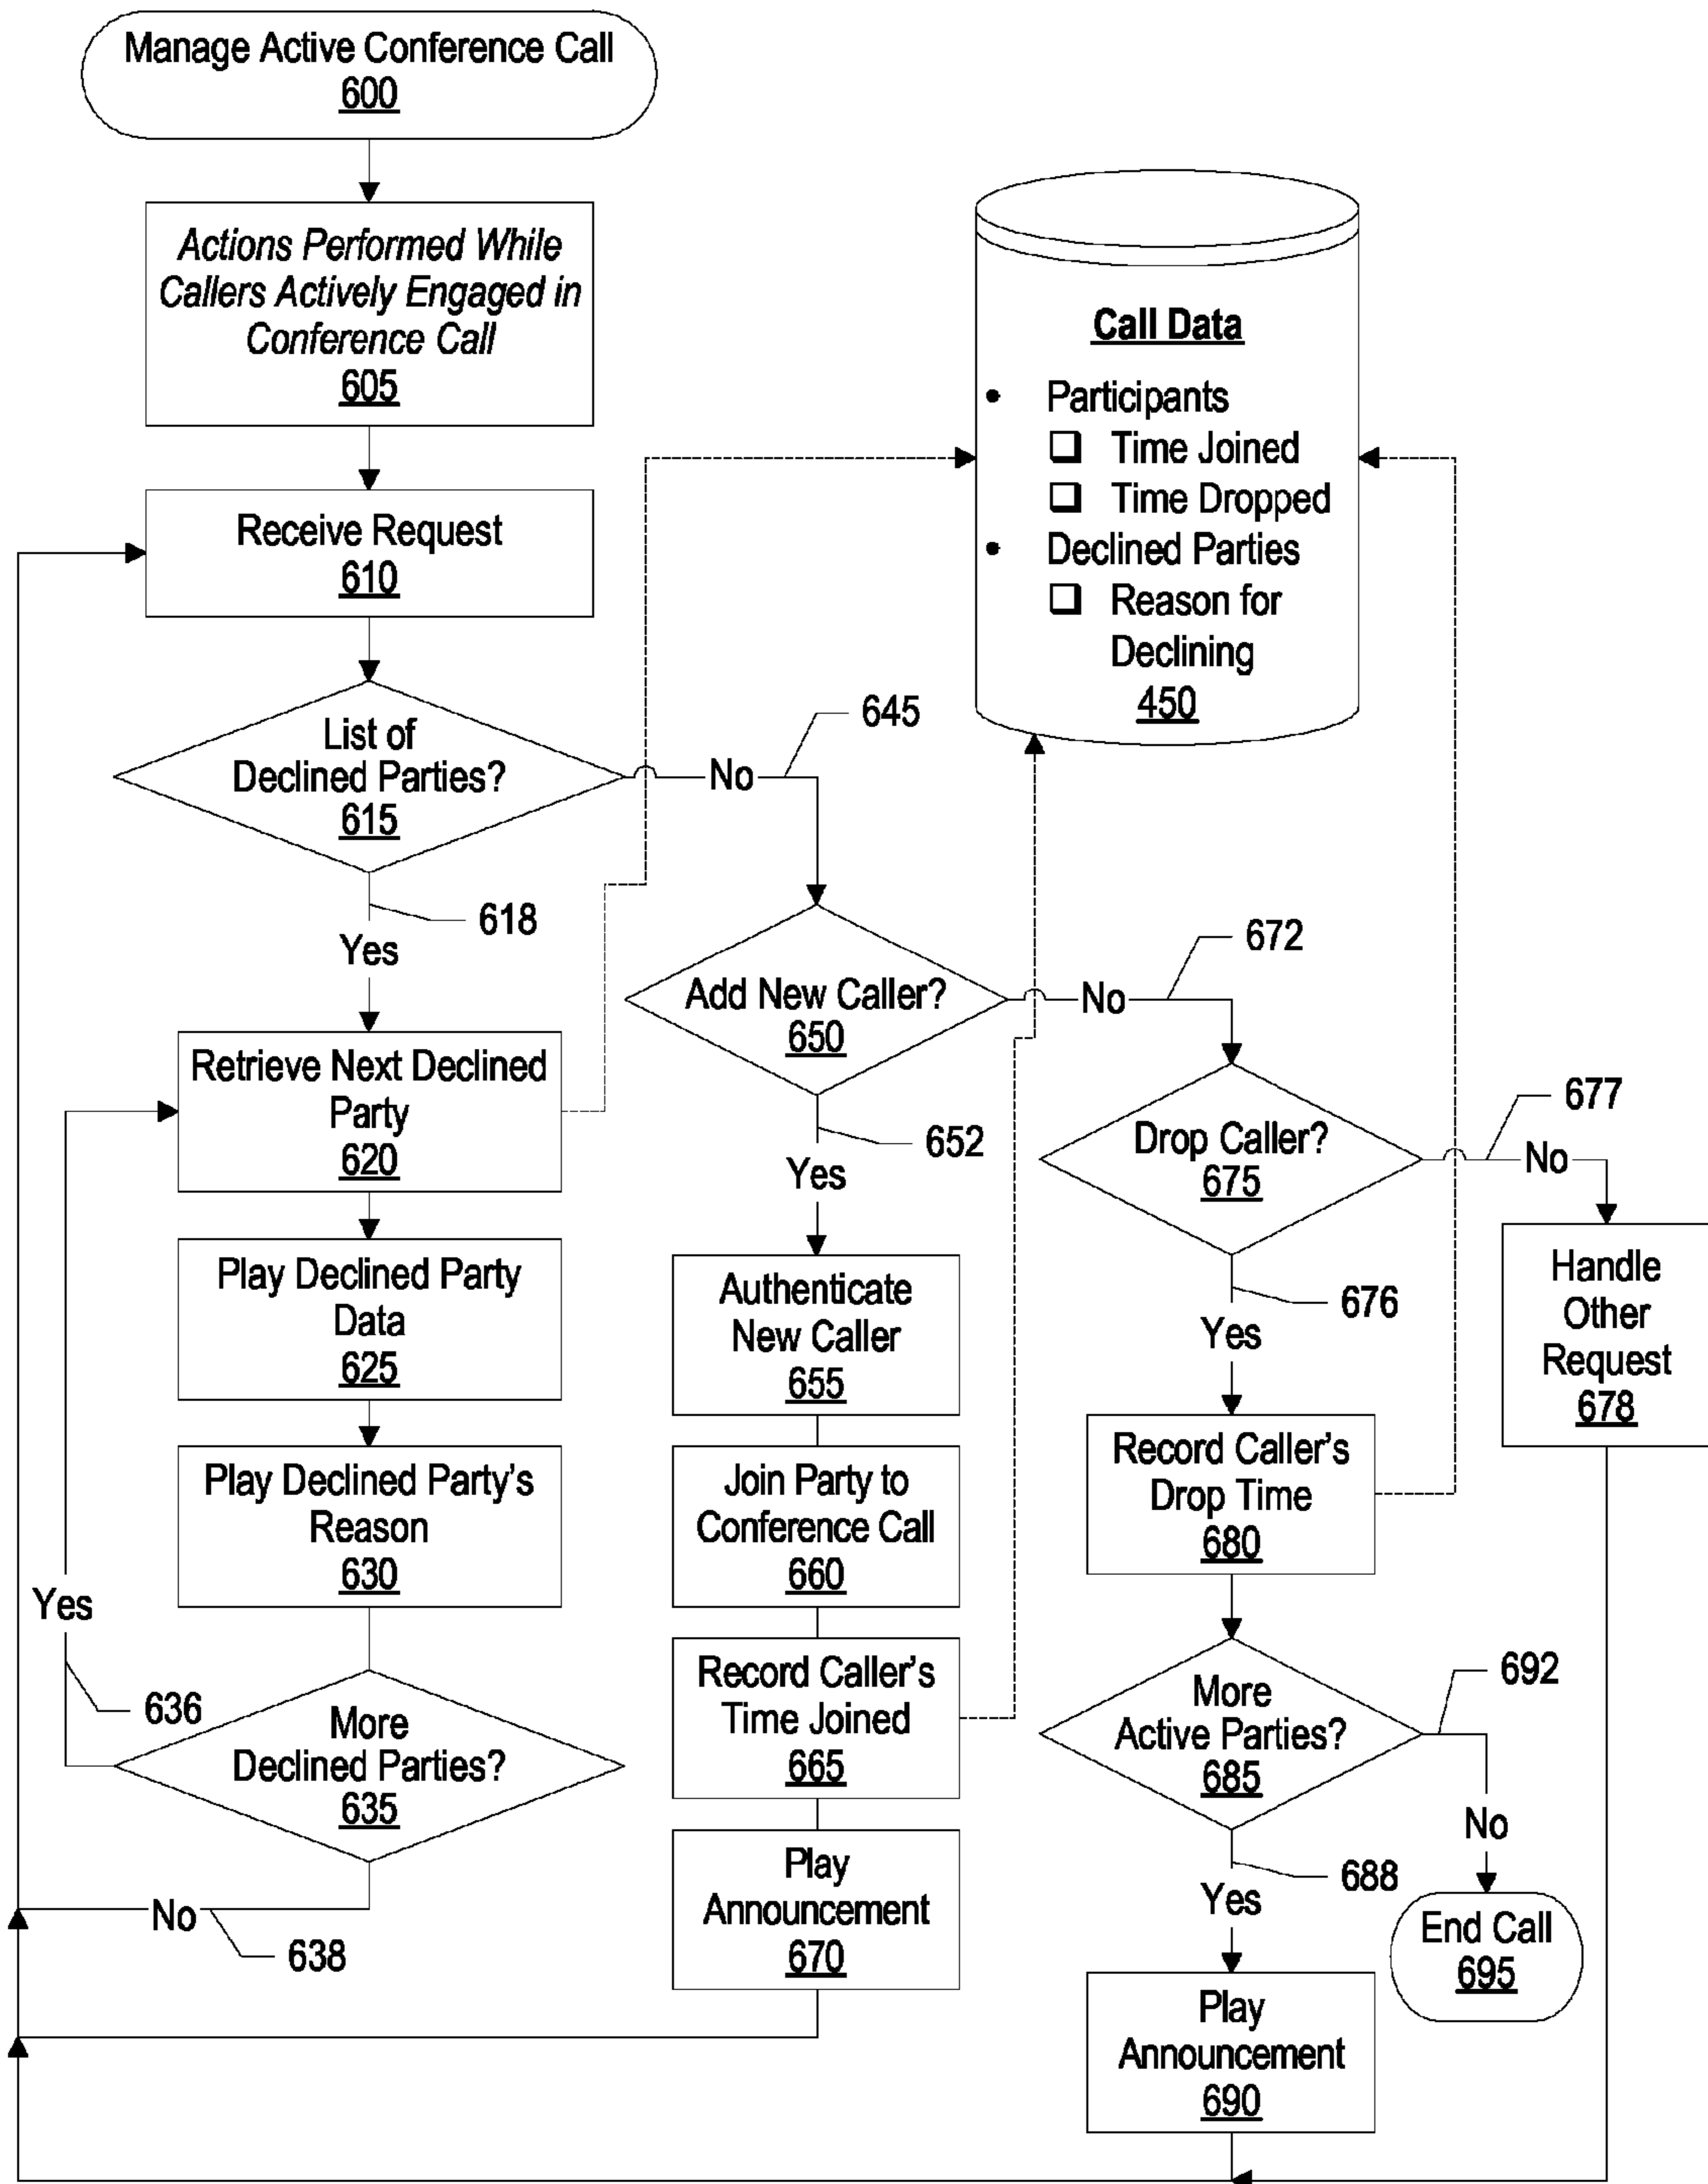 Manage Active Conference Call
600
Actions Performed While
Callers Actively Engaged in
Conference Call
605
Receive Request
610
List of
Declined Parties?
615
618
Yes
Retrieve Next Declined
Party
620
Play Declined Party
Data
625
Play Declined Party's
Reason
630
Yes
636
More
Declined Parties?
635
No
638
Call Data
• Participants
❑ Time Joined
❑ Time Dropped
• Declined Parties
❑ Reason for
Declining
450
645
No
Add New Caller?
650
652
Yes
Authenticate
New Caller
655
Join Party to
Conference Call
660
Record Caller's
Time Joined
665
Play
Announcement
670
672
No
Drop Caller?
675
677
No
Handle
Other
Request
678
676
Yes
Record Caller's
Drop Time
680
More
Active Parties?
685
692
No
End Call
695
688
Yes
Play
Announcement
690